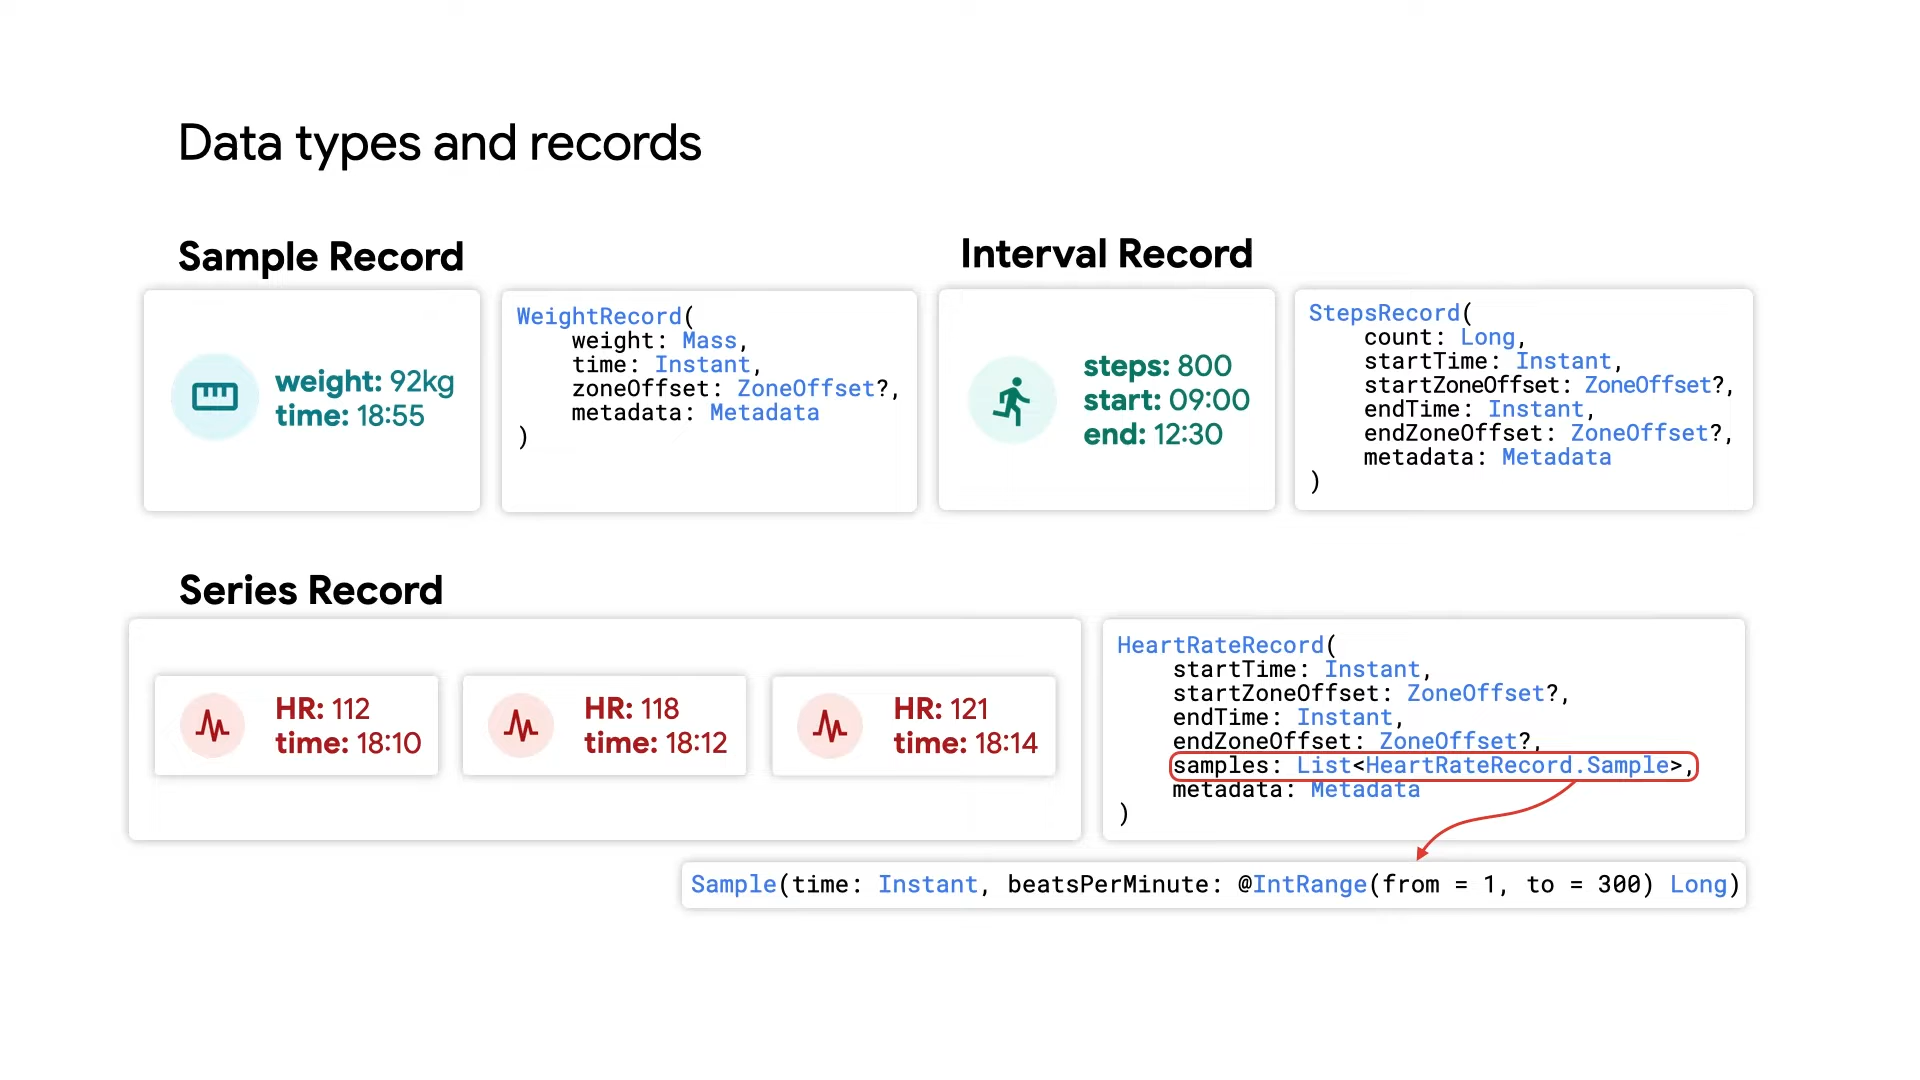 Data types and records
Sample Record
weight: 92kg
time: 18:55
WeightRecord(
weight: Mass,
time: Instant,
zoneOffset: ZoneOffset?,
metadata: Metadata
)
Interval Record
steps: 800
start: 09:00
end: 12:30
StepsRecord(
count: Long,
startTime: Instant,
startZoneOffset: ZoneOffset?,
endTime: Instant,
endZoneOffset: ZoneOffset?,
metadata: Metadata
)
Series Record
HR: 112
time: 18:10
HR: 118
time: 18:12
HR: 121
time: 18:14
HeartRateRecord(
startTime: Instant,
startZoneOffset: ZoneOffset?,
endTime: Instant,
endZoneOffset: ZoneOffset?,
samples: List<HeartRateRecord.Sample>,
metadata: Metadata
)
Sample(time: Instant, beatsPerMinute: @IntRange(from = 1, to = 300) Long)